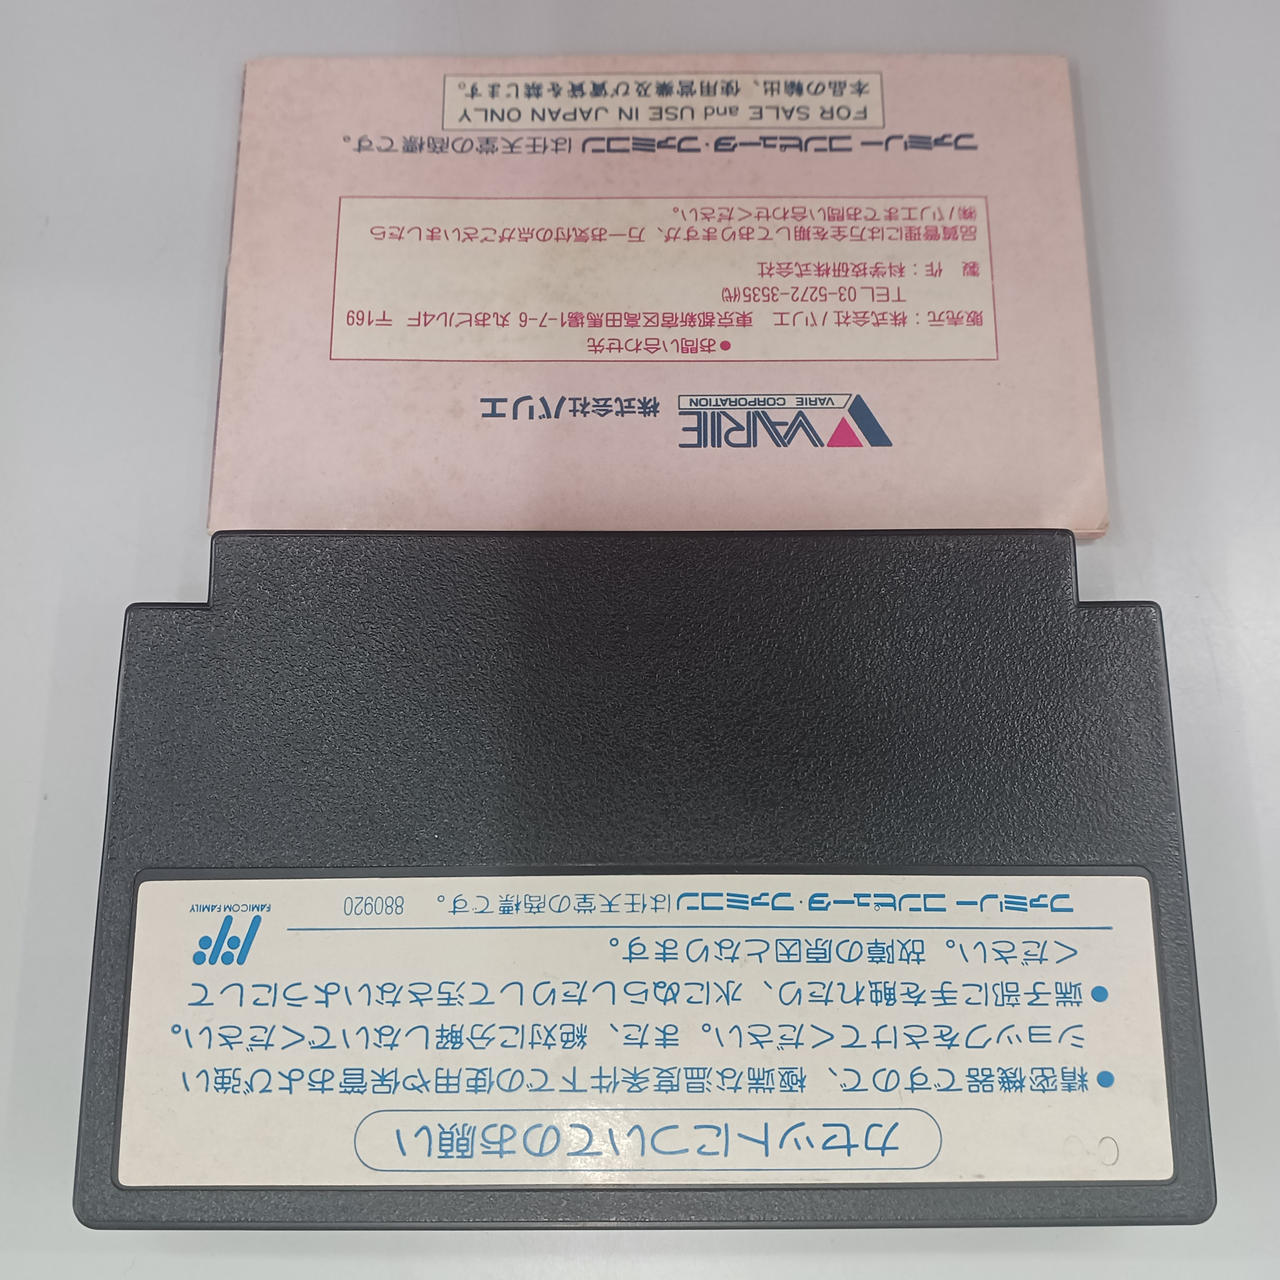 カセットについてのお願い
●精密機器ですので、極端な温度条件下での使用や保管および強い
ショックをさけてください。また、絶対に分解しないでください。
●端子部に手を触れたり、水にぬらしたりして汚さないようにして
ください。故障の原因となります。
ファミリーコンピュータ・ファミコンは任天堂の商標です。 880920
FAMICOM FAMILY
VARIE 株式会社バリエ
VARIE CORPORATION
●お問い合わせ先
販売元：株式会社バリエ 東京都新宿区高田馬場1-7-6 丸おビル4F 〒169
TEL 03-5272-3535㈹
製 作：科学技研株式会社
品質管理には万全を期しておりますが、万一お気付の点がございましたら
㈱バリエまでお問い合わせください。
ファミリーコンピュータ・ファミコンは任天堂の商標です。
FOR SALE and USE IN JAPAN ONLY
本品の輸出、使用営業及び賃貸を禁じます。